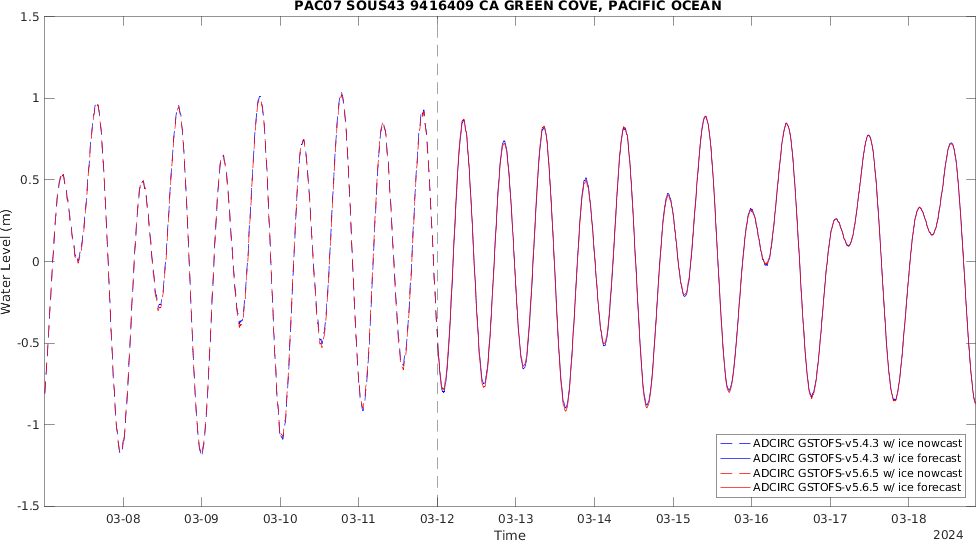 PAC07 SOUS43 9416409 CA GREEN COVE, PACIFIC OCEAN
Water Level (m)
1.5
1
0.5
0
-0.5
-1
-1.5
ADCIRC GSTOFS-v5.4.3 w/ ice nowcast
ADCIRC GSTOFS-v5.4.3 w/ ice forecast
ADCIRC GSTOFS-v5.6.5 w/ ice nowcast
ADCIRC GSTOFS-v5.6.5 w/ ice forecast
03-08 03-09 03-10 03-11 03-12 03-13 03-14 03-15 03-16 03-17 03-18
Time
2024